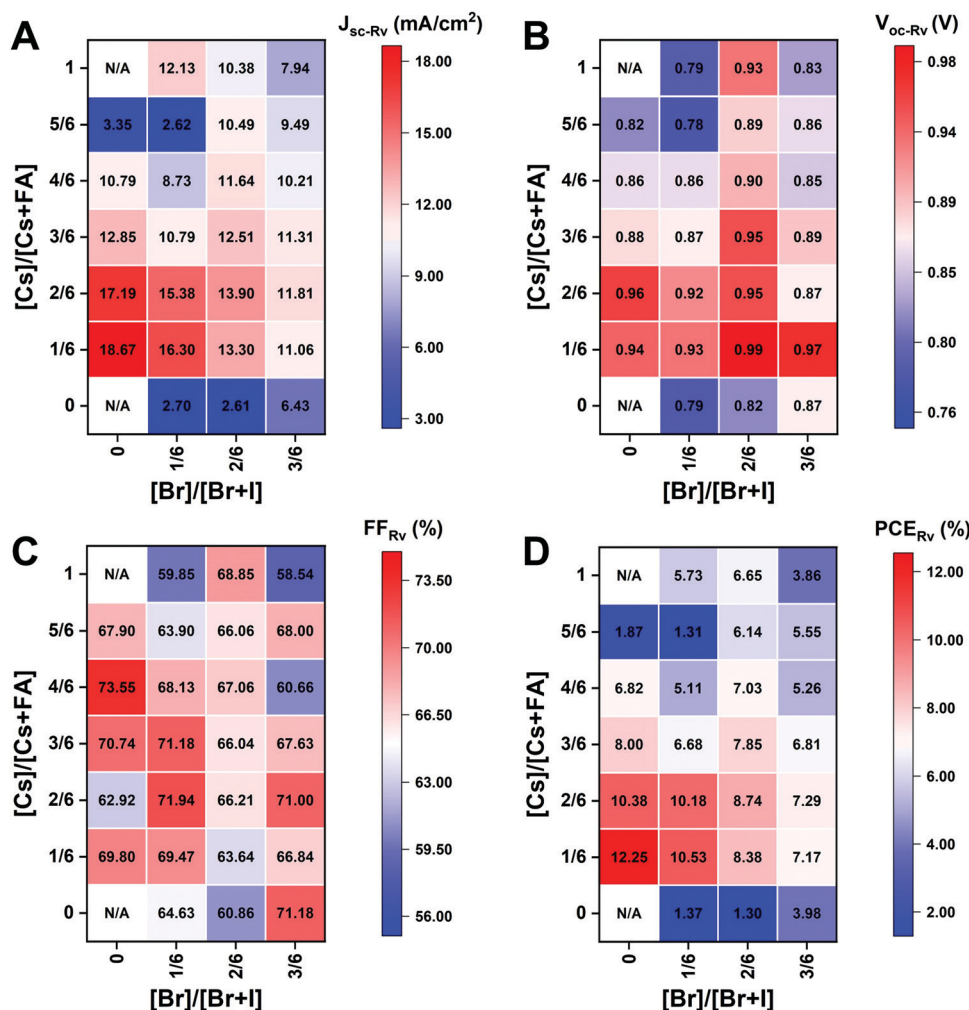 A
J_sc-Rv (mA/cm²)
1 N/A 12.13 10.38 7.94
5/6 3.35 2.62 10.49 9.49
4/6 10.79 8.73 11.64 10.21
3/6 12.85 10.79 12.51 11.31
2/6 17.19 15.38 13.90 11.81
1/6 18.67 16.30 13.30 11.06
0 N/A 2.70 2.61 6.43
0 1/6 2/6 3/6
[Cs]/[Cs+FA]
[Br]/[Br+I]
18.00
15.00
12.00
9.00
6.00
3.00
B
V_oc-Rv (V)
1 N/A 0.79 0.93 0.83
5/6 0.82 0.78 0.89 0.86
4/6 0.86 0.86 0.90 0.85
3/6 0.88 0.87 0.95 0.89
2/6 0.96 0.92 0.95 0.87
1/6 0.94 0.93 0.99 0.97
0 N/A 0.79 0.82 0.87
0 1/6 2/6 3/6
[Cs]/[Cs+FA]
[Br]/[Br+I]
0.98
0.94
0.89
0.85
0.80
0.76
C
FF_Rv (%)
1 N/A 59.85 68.85 58.54
5/6 67.90 63.90 66.06 68.00
4/6 73.55 68.13 67.06 60.66
3/6 70.74 71.18 66.04 67.63
2/6 62.92 71.94 66.21 71.00
1/6 69.80 69.47 63.64 66.84
0 N/A 64.63 60.86 71.18
0 1/6 2/6 3/6
[Cs]/[Cs+FA]
[Br]/[Br+I]
73.50
70.00
66.50
63.00
59.50
56.00
D
PCE_Rv (%)
1 N/A 5.73 6.65 3.86
5/6 1.87 1.31 6.14 5.55
4/6 6.82 5.11 7.03 5.26
3/6 8.00 6.68 7.85 6.81
2/6 10.38 10.18 8.74 7.29
1/6 12.25 10.53 8.38 7.17
0 N/A 1.37 1.30 3.98
0 1/6 2/6 3/6
[Cs]/[Cs+FA]
[Br]/[Br+I]
12.00
10.00
8.00
6.00
4.00
2.00